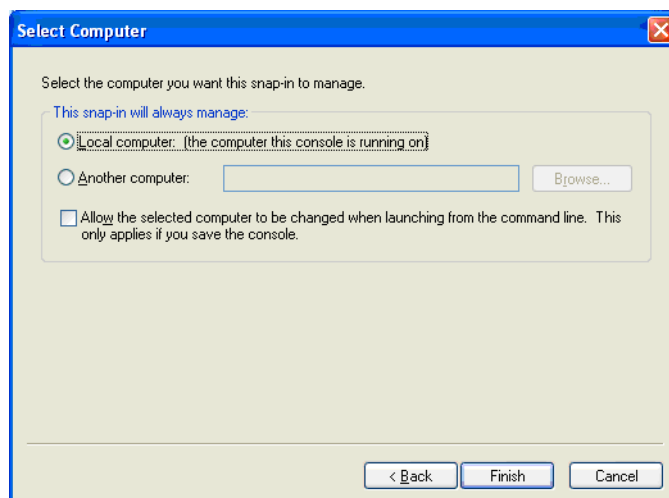 Select Computer
Select the computer you want this snap-in to manage.
This snap-in will always manage:
Local computer: (the computer this console is running on)
Another computer:
Browse...
Allow the selected computer to be changed when launching from the command line. This
only applies if you save the console.
< Back
Finish
Cancel